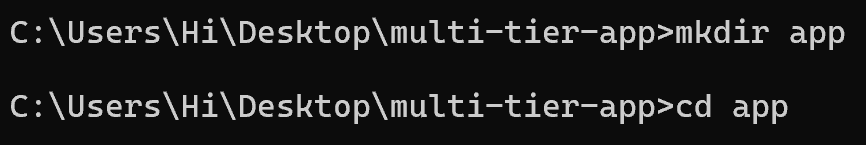 C:\Users\Hi\Desktop\multi-tier-app>mkdir app
C:\Users\Hi\Desktop\multi-tier-app>cd app